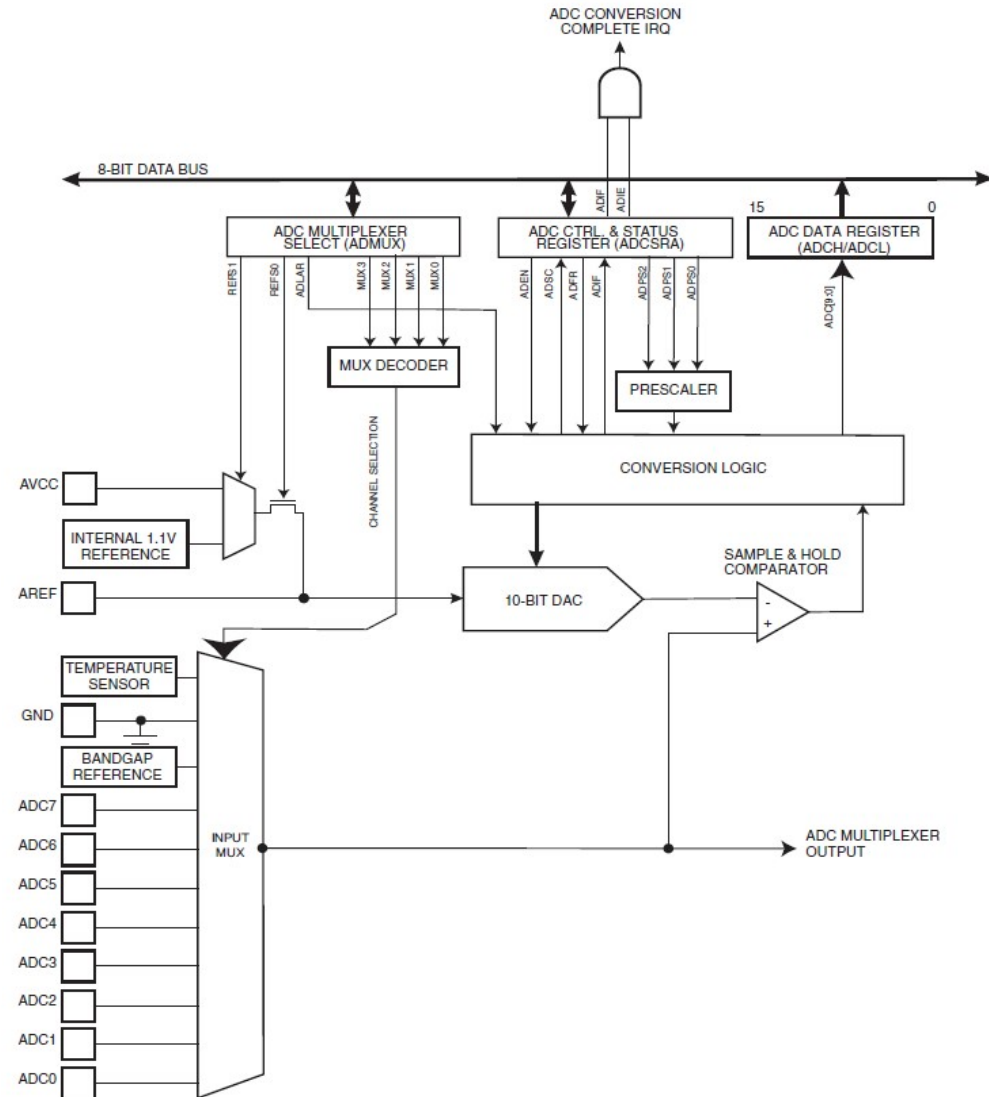 ADC CONVERSION
COMPLETE IRQ
8-BIT DATA BUS
ADIF
ADIE
15
0
ADC MULTIPLEXER
SELECT (ADMUX)
ADC CTRL. & STATUS
REGISTER (ADCSRA)
ADC DATA REGISTER
(ADCH/ADCL)
REFS1
REFS0
ADLAR
MUX3
MUX2
MUX1
MUX0
ADEN
ADSC
ADFR
ADIF
ADPS2
ADPS1
ADPS0
ADC[9:0]
MUX DECODER
PRESCALER
CHANNEL SELECTION
CONVERSION LOGIC
AVCC
INTERNAL 1.1V
REFERENCE
AREF
SAMPLE & HOLD
COMPARATOR
10-BIT DAC
-
+
TEMPERATURE
SENSOR
GND
BANDGAP
REFERENCE
ADC7
ADC6
ADC5
ADC4
ADC3
ADC2
ADC1
ADC0
INPUT
MUX
ADC MULTIPLEXER
OUTPUT